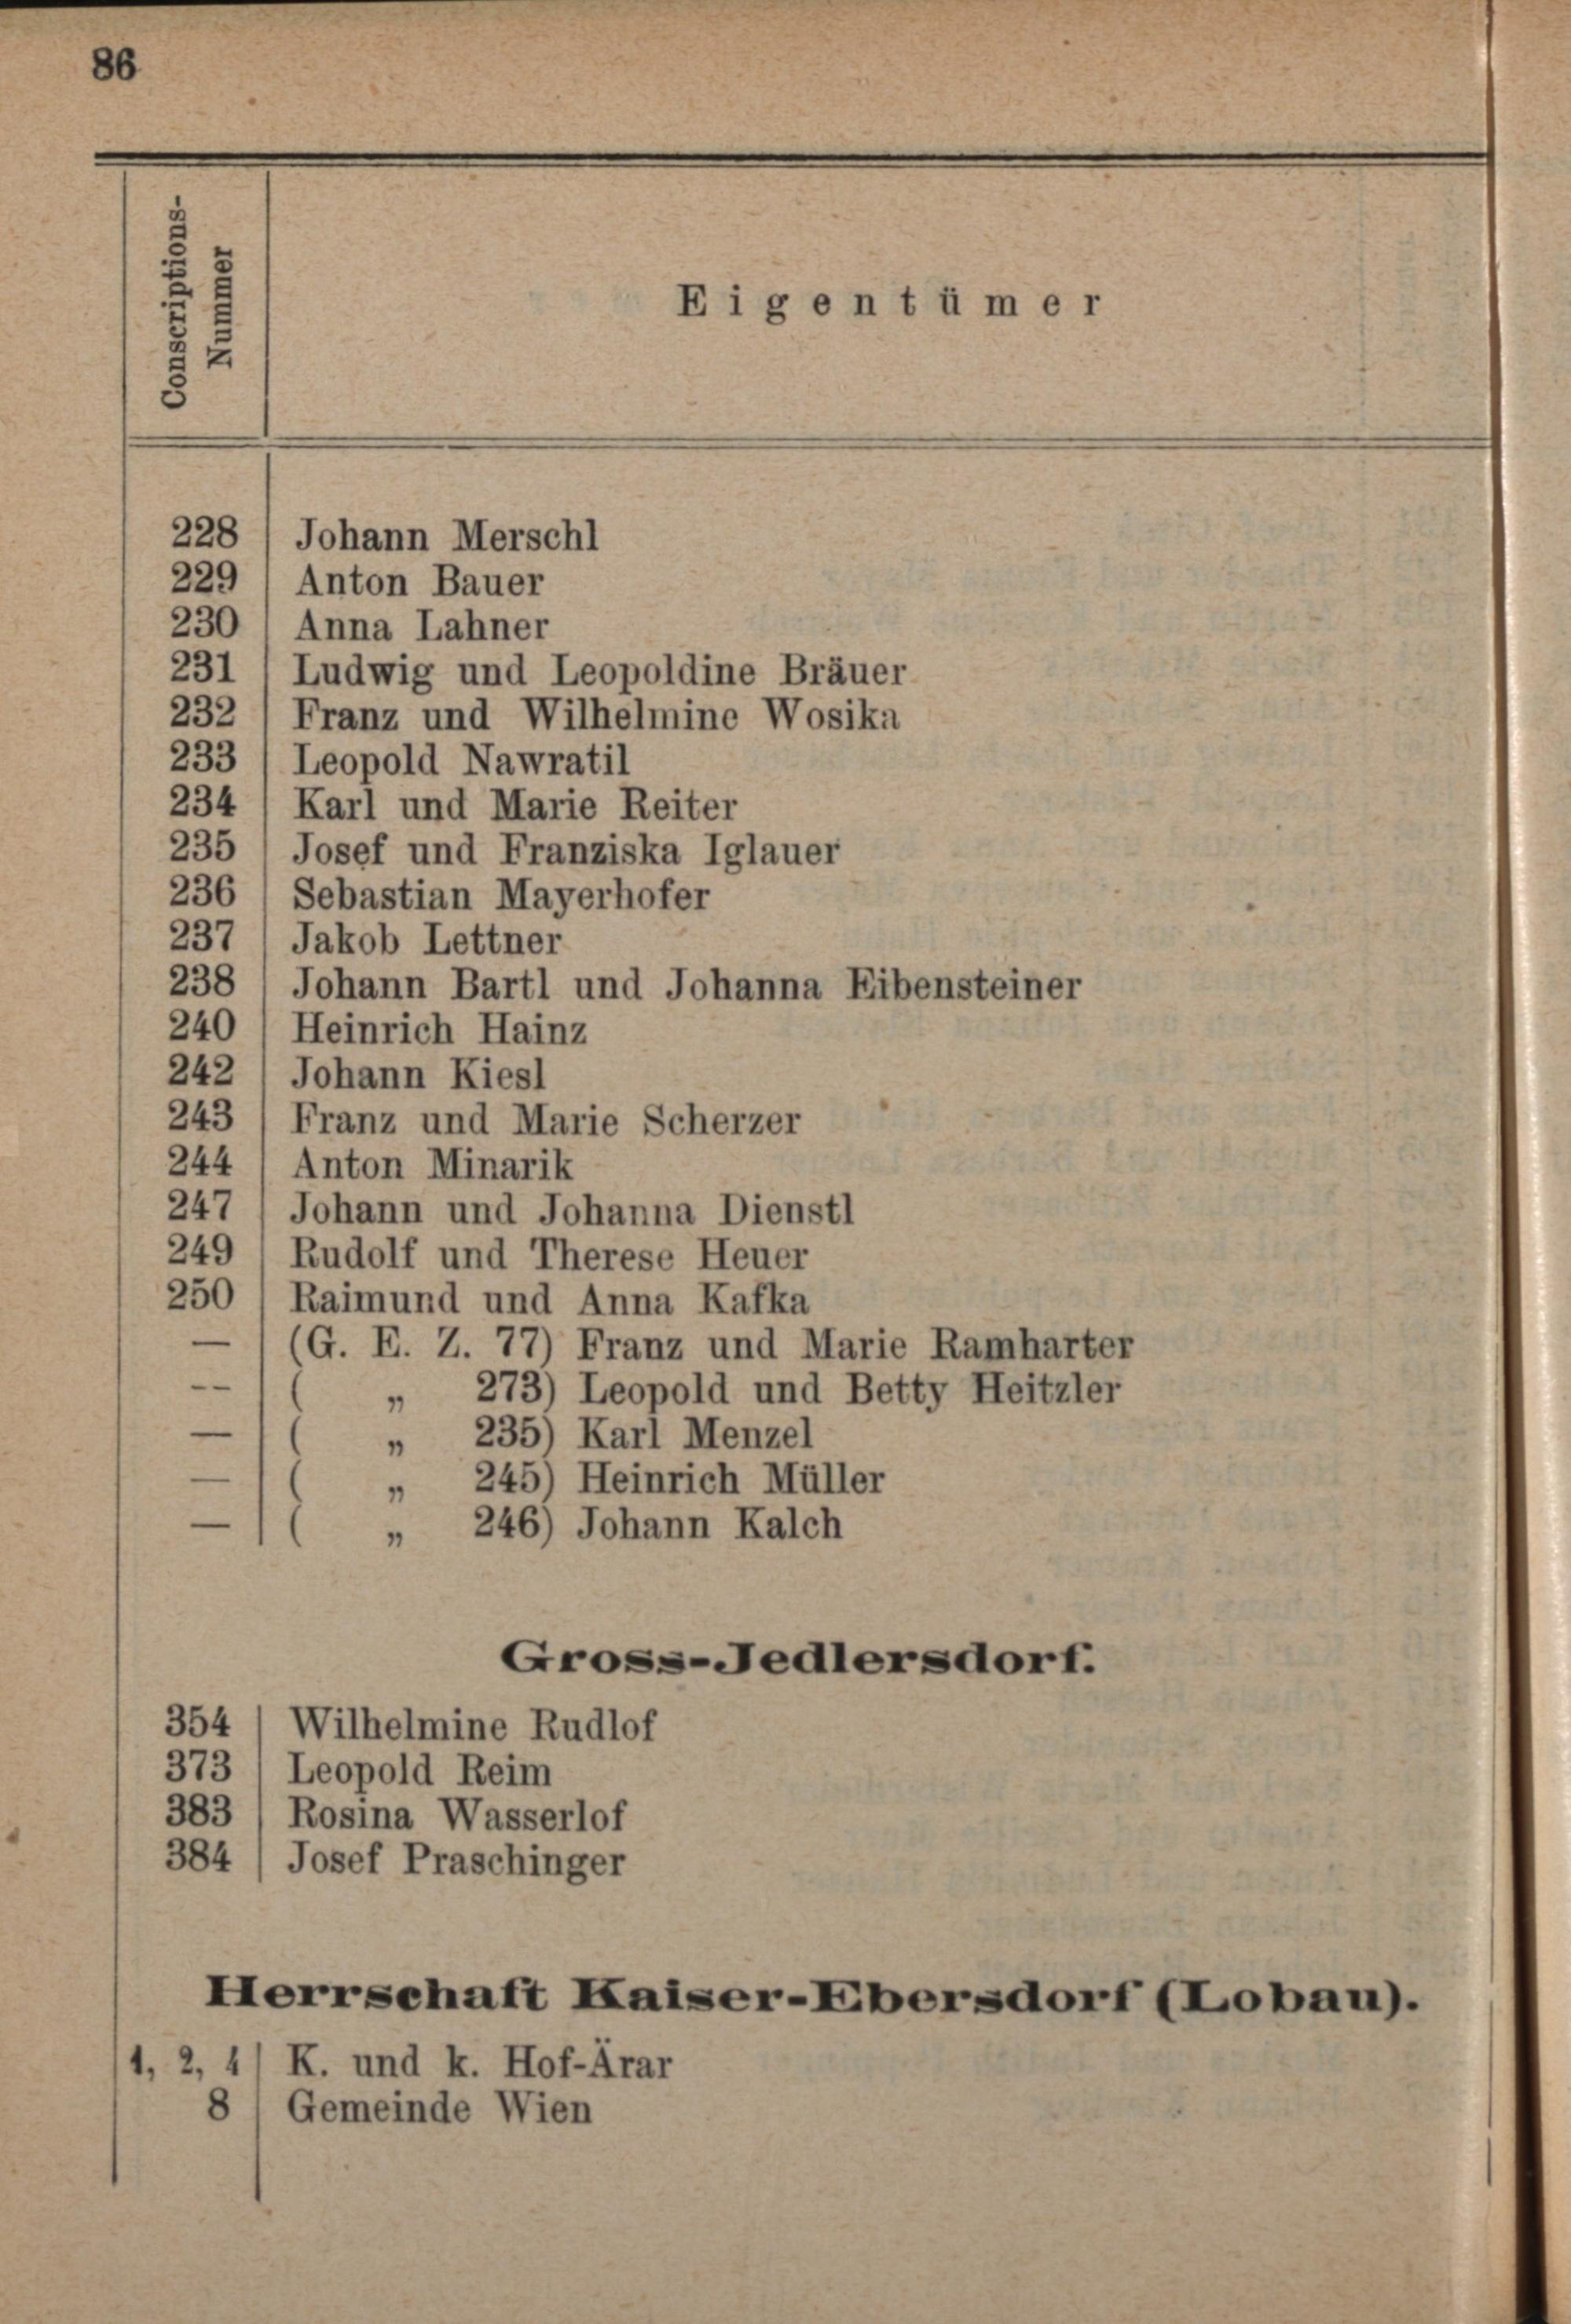 86
Conscriptions-
Nummer
Eigentümer
228 Johann Merschl
229 Anton Bauer
230 Anna Lahner
231 Ludwig und Leopoldine Bräuer
232 Franz und Wilhelmine Wosika
233 Leopold Nawratil
234 Karl und Marie Reiter
235 Josef und Franziska Iglauer
236 Sebastian Mayerhofer
237 Jakob Lettner
238 Johann Bartl und Johanna Eibensteiner
240 Heinrich Hainz
242 Johann Kiesl
243 Franz und Marie Scherzer
244 Anton Minarik
247 Johann und Johanna Dienstl
249 Rudolf und Therese Heuer
250 Raimund und Anna Kafka
— (G. E. Z. 77) Franz und Marie Ramharter
— ( „ 273) Leopold und Betty Heitzler
— ( „ 235) Karl Menzel
— ( „ 245) Heinrich Müller
— ( „ 246) Johann Kalch
Gross-Jedlersdorf.
354 Wilhelmine Rudlof
373 Leopold Reim
383 Rosina Wasserlof
384 Josef Praschinger
Herrschaft Kaiser-Ebersdorf (Lobau).
1, 2, 4 K. und k. Hof-Ärar
8 Gemeinde Wien